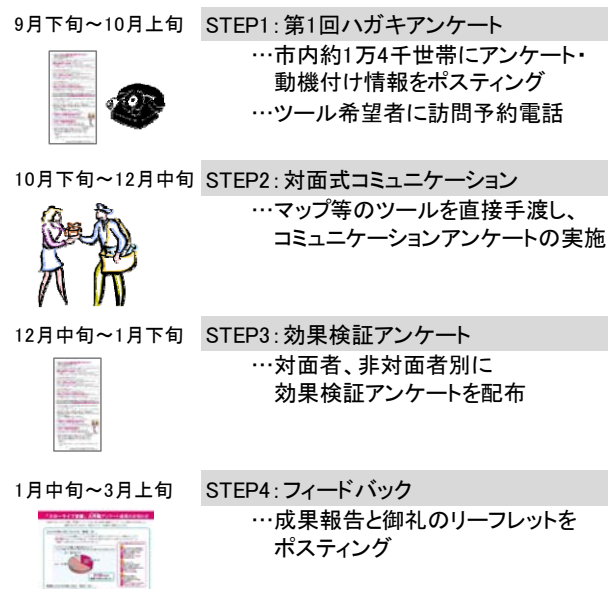 9月下旬～10月上旬
STEP1：第1回ハガキアンケート
…市内約1万4千世帯にアンケート・
動機付け情報をポスティング
…ツール希望者に訪問予約電話
10月下旬～12月中旬
STEP2：対面式コミュニケーション
…マップ等のツールを直接手渡し、
コミュニケーションアンケートの実施
12月中旬～1月下旬
STEP3：効果検証アンケート
…対面者、非対面者別に
効果検証アンケートを配布
1月中旬～3月上旬
STEP4：フィードバック
…成果報告と御礼のリーフレットを
ポスティング